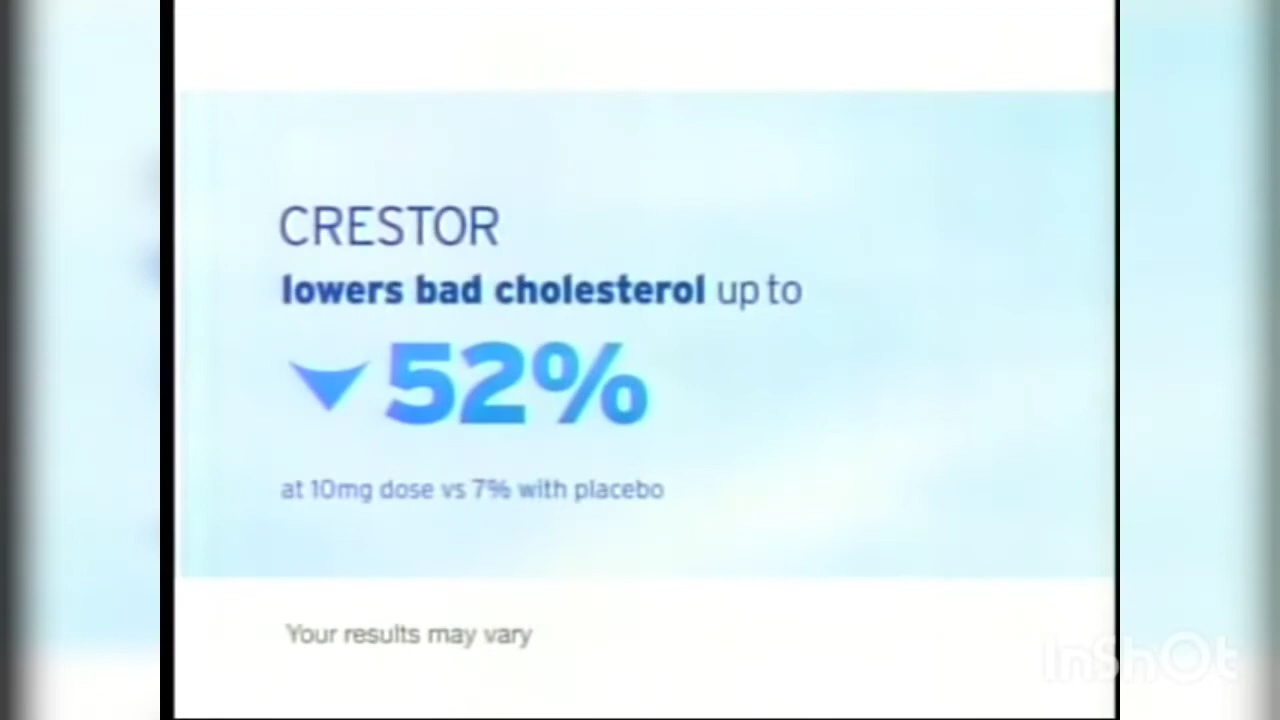 CRESTOR
lowers bad cholesterol up to
52%
at 10mg dose vs 7% with placebo
Your results may vary
InShOt